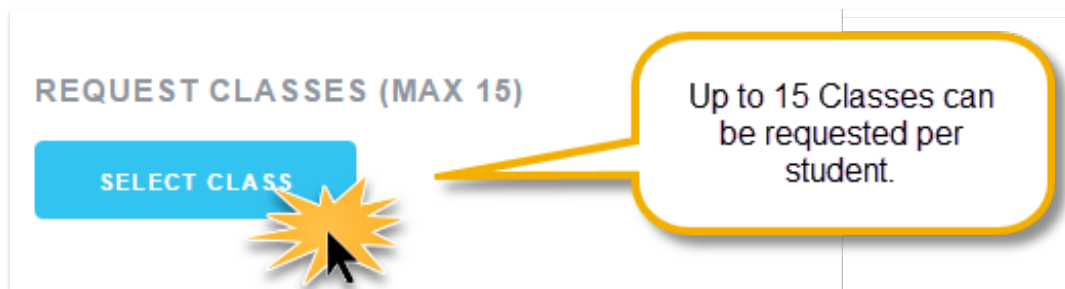 REQUEST CLASSES (MAX 15)
SELECT CLASS
Up to 15 Classes can
be requested per
student.